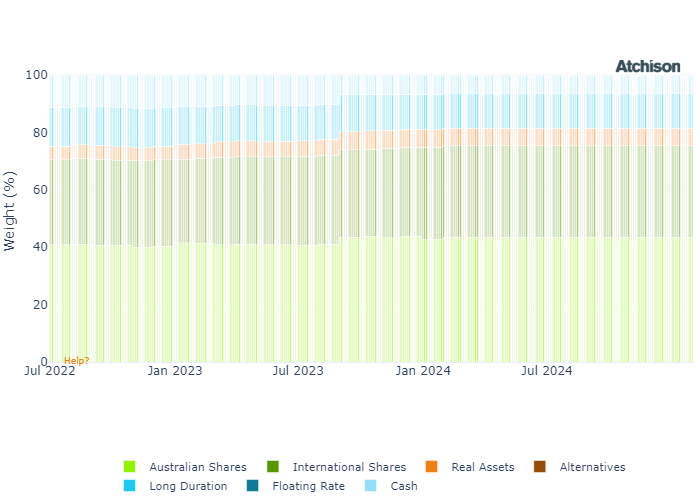 Atchison
100
80
60
40
20
0
Weight (%)
Help?
Jul 2022 Jan 2023 Jul 2023 Jan 2024 Jul 2024
Australian Shares International Shares Real Assets Alternatives
Long Duration Floating Rate Cash